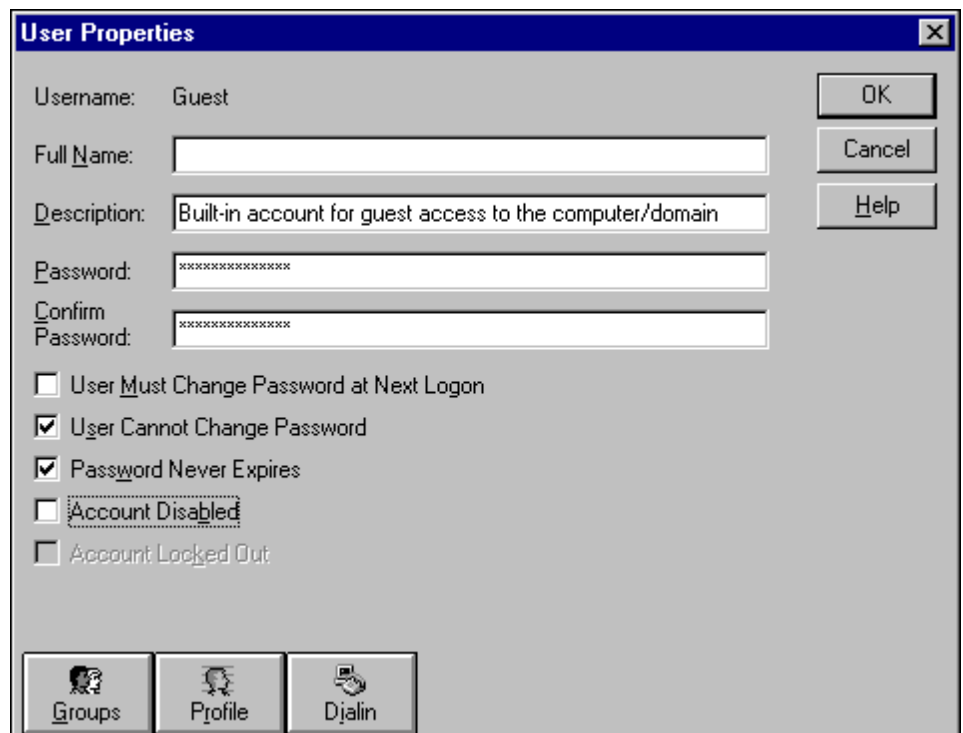 User Properties
Username: Guest
OK
Full Name:
Cancel
Description: Built-in account for guest access to the computer/domain
Help
Password: **************
Confirm
Password: **************
User Must Change Password at Next Logon
User Cannot Change Password
Password Never Expires
Account Disabled
Account Locked Out
Groups Profile Dialin